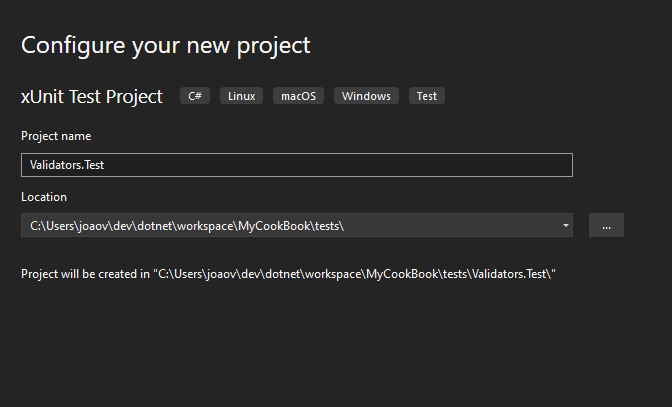 Configure your new project
xUnit Test Project C# Linux macOS Windows Test
Project name
Validators.Test
Location
C:\Users\joaov\dev\dotnet\workspace\MyCookBook\tests\
...
Project will be created in "C:\Users\joaov\dev\dotnet\workspace\MyCookBook\tests\Validators.Test\"